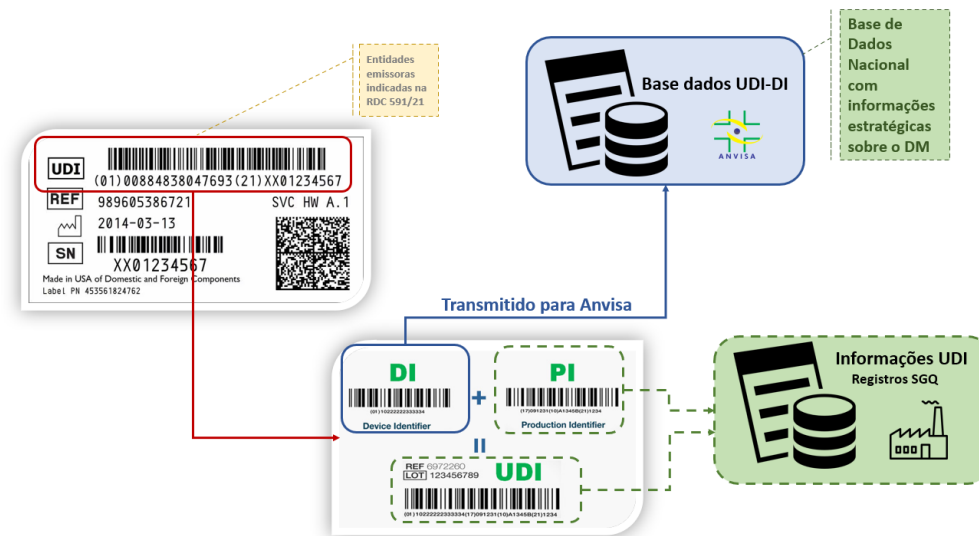 Entidades
emissoras
indicadas na
RDC 591/21
Base dados UDI-DI
ANVISA
Base de
Dados
Nacional
com
informações
estratégicas
sobre o DM
UDI
(01)00884838047693(21)XX01234567
REF 989605386721 SVC HW A.1
2014-03-13
SN
XX01234567
Made in USA of Domestic and Foreign Components
Label PN 453561824762
Transmitido para Anvisa
DI
(01)10222222333334
Device Identifier
+
PI
(17)091231(10)A1345B(21)1234
Production Identifier
=
REF 6972260
LOT 123456789
UDI
(01)10222222333334(17)091231(10)A1345B(21)1234
Informações UDI
Registros SGQ